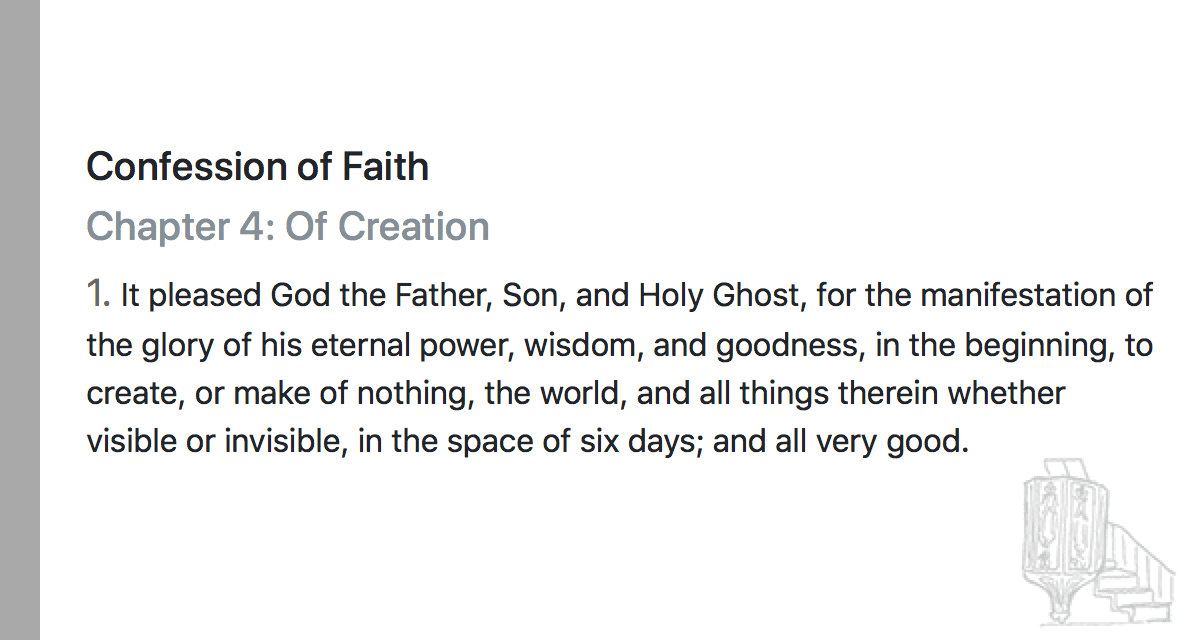 Confession of Faith
Chapter 4: Of Creation
1. It pleased God the Father, Son, and Holy Ghost, for the manifestation of
the glory of his eternal power, wisdom, and goodness, in the beginning, to
create, or make of nothing, the world, and all things therein whether
visible or invisible, in the space of six days; and all very good.